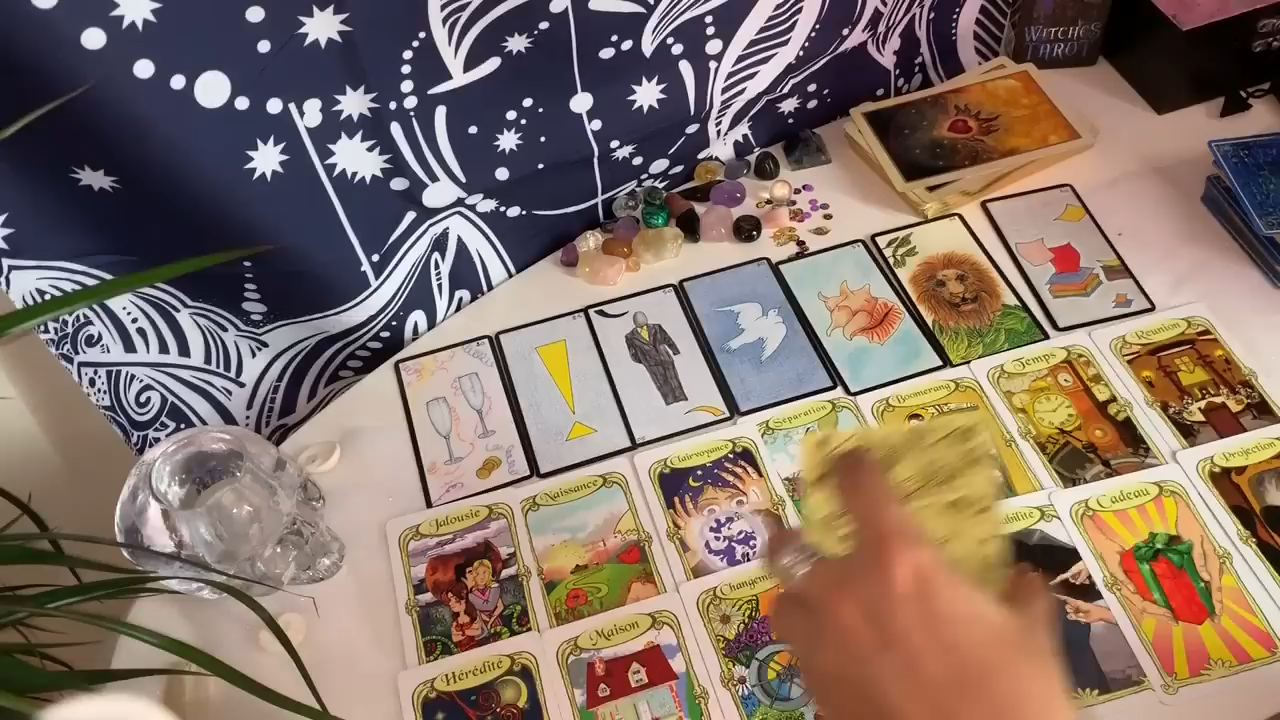 WITCHES
TAROT
Réunion
Temps
Boomerang
Séparation
Clairvoyance
Naissance
Jalousie
Projection
Cadeau
Maison
Hérédité